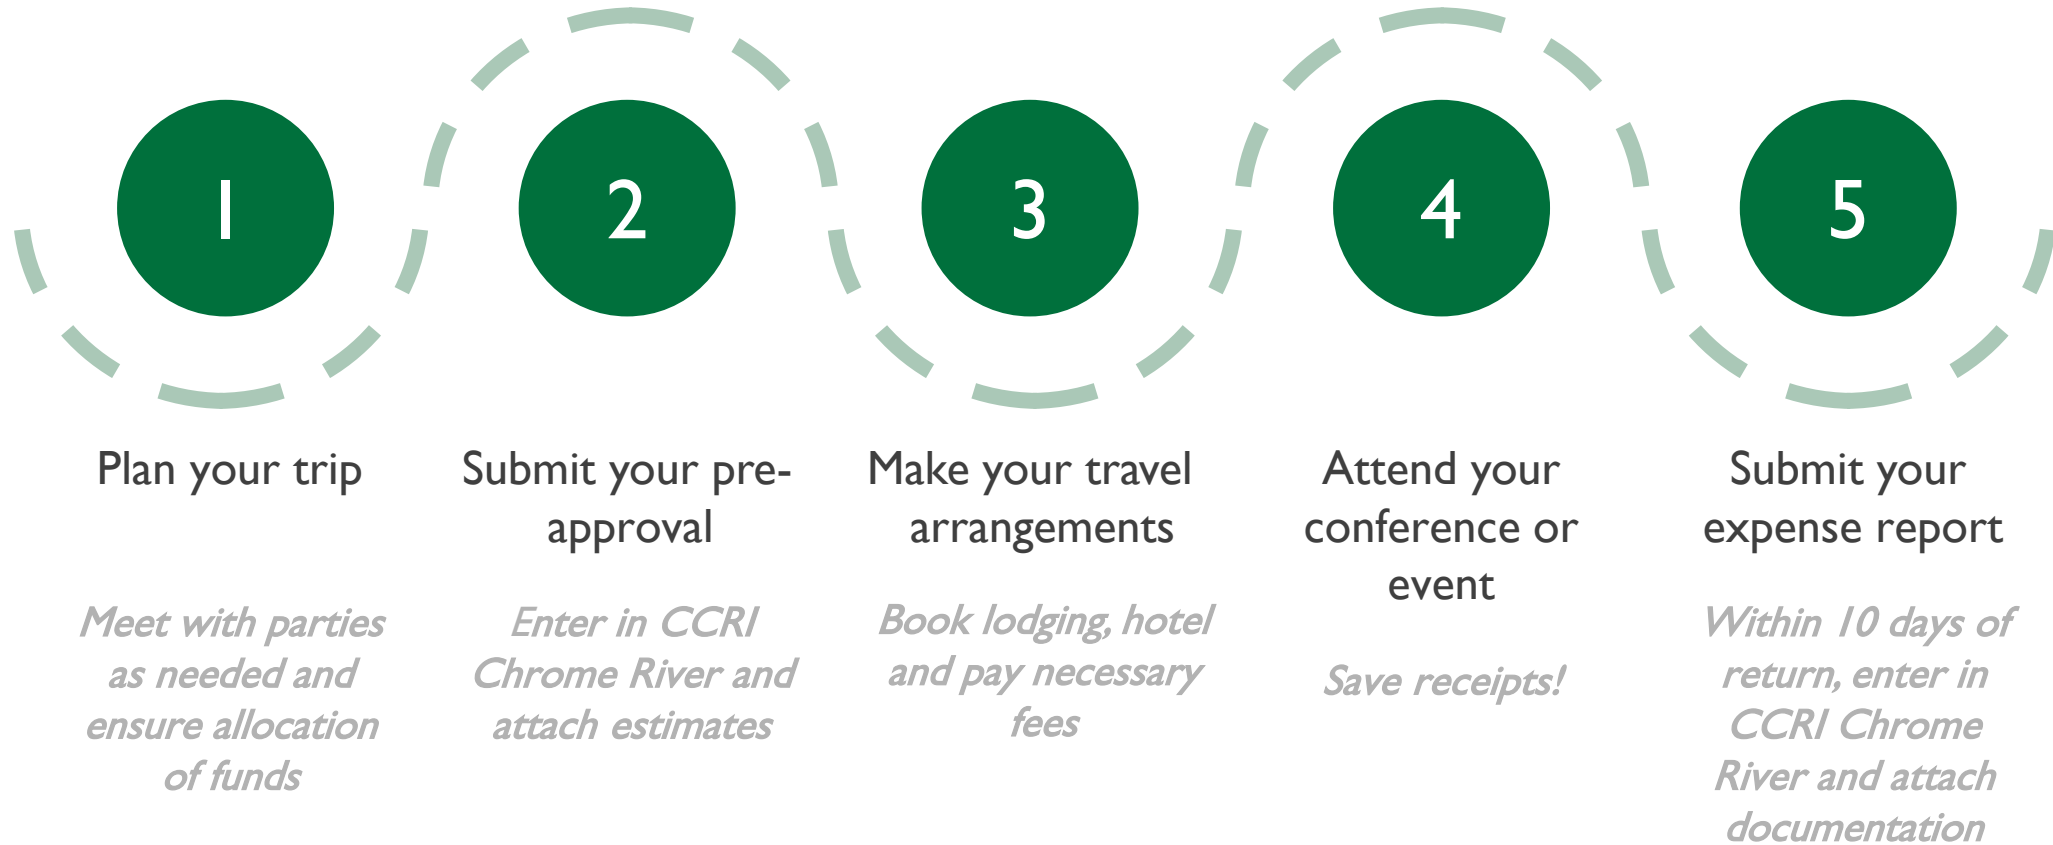 1
Plan your trip
Meet with parties
as needed and
ensure allocation
of funds
2
Submit your pre-
approval
Enter in CCRI
Chrome River and
attach estimates
3
Make your travel
arrangements
Book lodging, hotel
and pay necessary
fees
4
Attend your
conference or
event
Save receipts!
5
Submit your
expense report
Within 10 days of
return, enter in
CCRI Chrome
River and attach
documentation